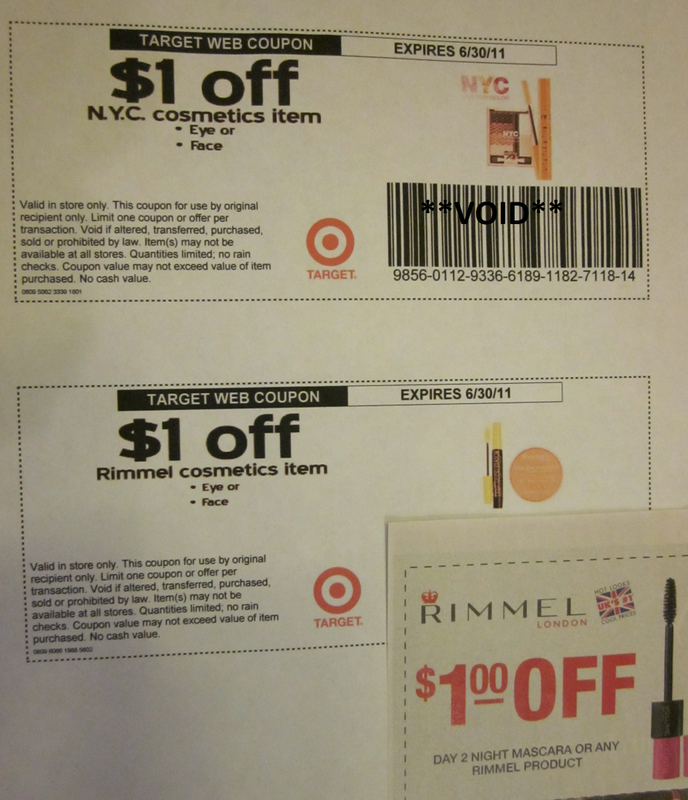 TARGET WEB COUPON
EXPIRES 6/30/11
$1 off
N.Y.C. cosmetics item
• Eye or
• Face
NYC
NYC
Valid in store only. This coupon for use by original
recipient only. Limit one coupon or offer per
transaction. Void if altered, transferred, purchased,
sold or prohibited by law. Item(s) may not be
available at all stores. Quantities limited; no rain
checks. Coupon value may not exceed value of item
purchased. No cash value.
TARGET.
**VOID**
9856-0112-9336-6189-1182-7118-14
TARGET WEB COUPON
EXPIRES 6/30/11
$1 off
Rimmel cosmetics item
• Eye or
• Face
Valid in store only. This coupon for use by original
recipient only. Limit one coupon or offer per
transaction. Void if altered, transferred, purchased,
sold or prohibited by law. Item(s) may not be
available at all stores. Quantities limited; no rain
checks. Coupon value may not exceed value of item
purchased. No cash value.
TARGET.
RIMMEL
LONDON
HOT LOOKS
UK'S #1
COOL PRICES
$1.00 OFF
DAY 2 NIGHT MASCARA OR ANY
RIMMEL PRODUCT